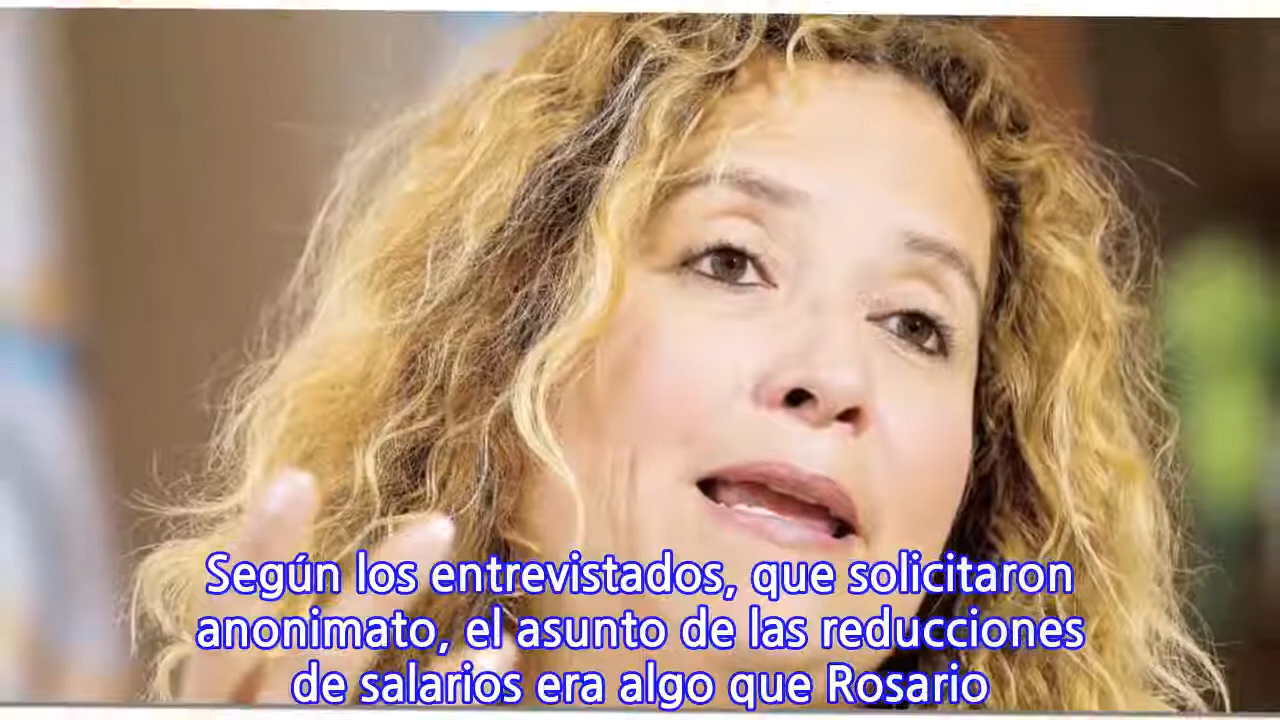 Según los entrevistados, que solicitaron
anonimato, el asunto de las reducciones
de salarios era algo que Rosario